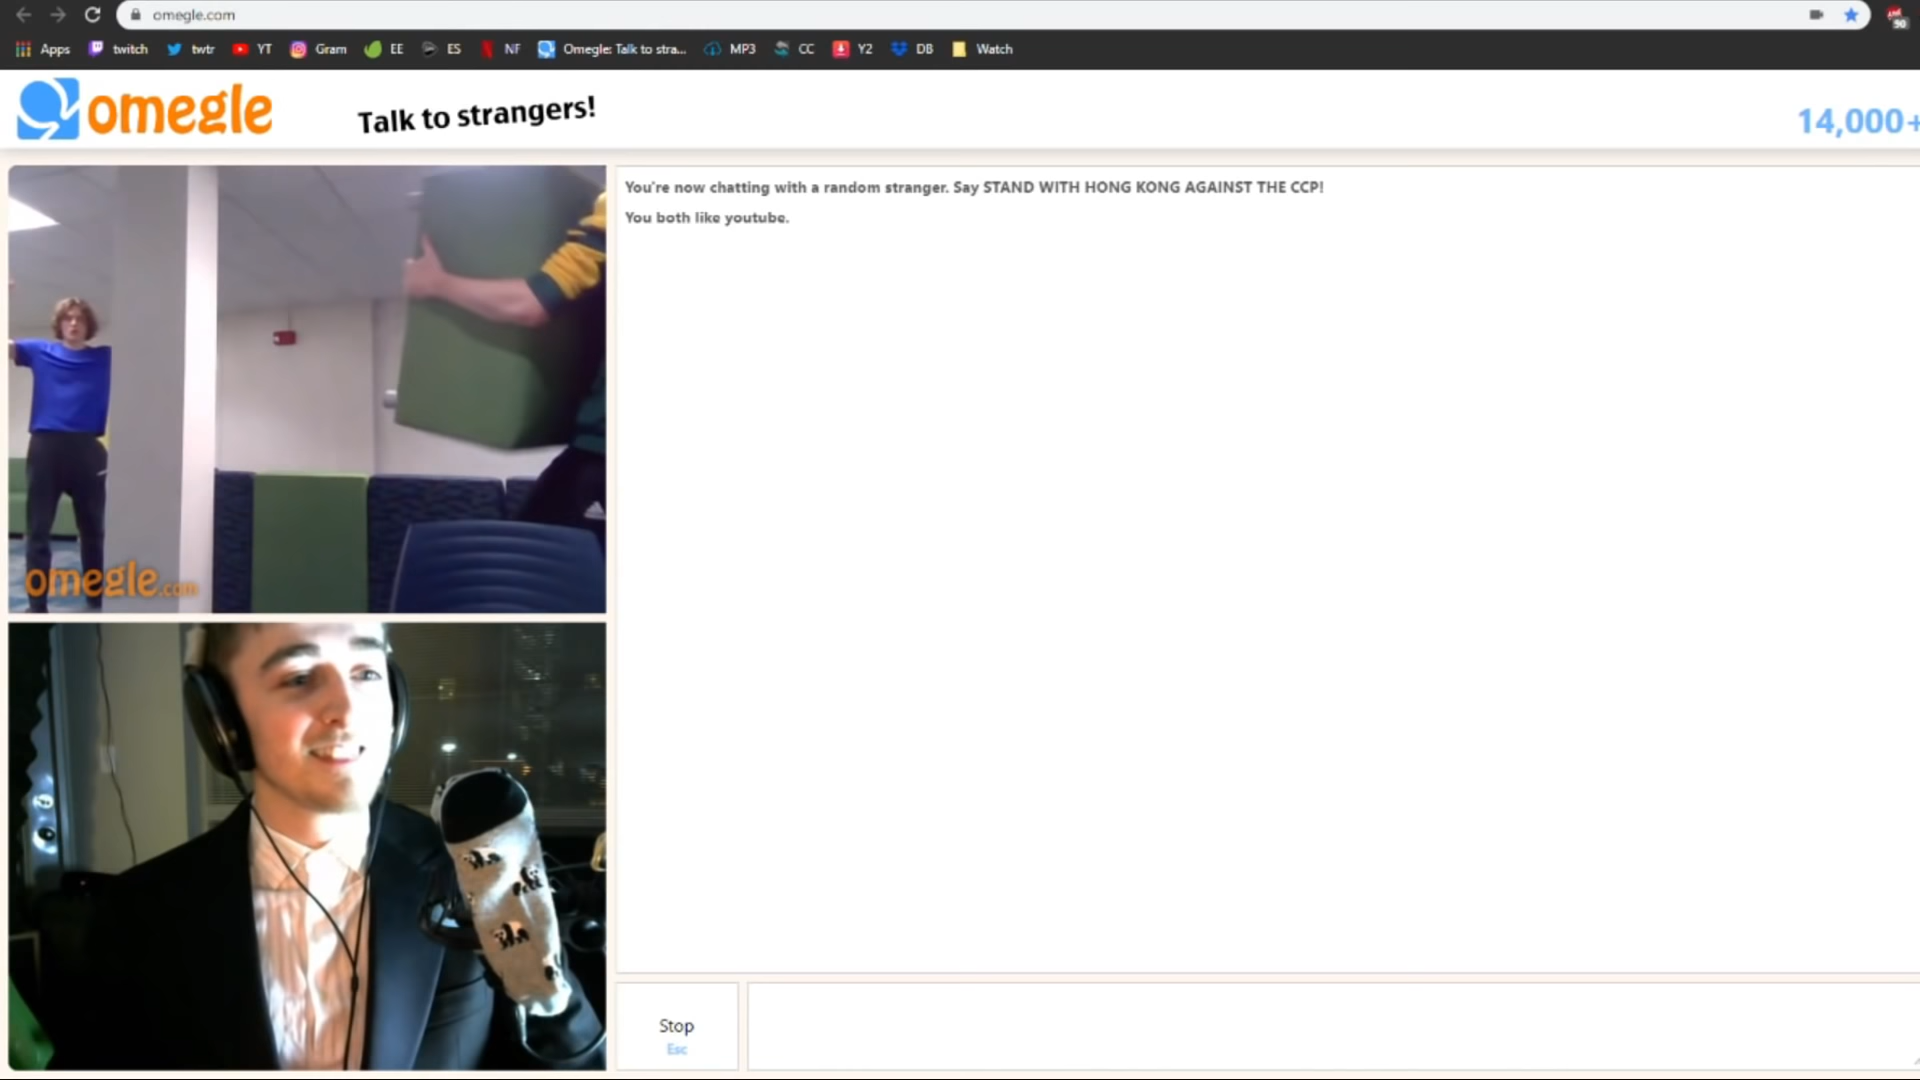 omegle.com
Apps twitch twtr YT Gram EE ES NF Omegle: Talk to stra... MP3 CC Y2 DB Watch
90
omegle Talk to strangers! 14,000+
You're now chatting with a random stranger. Say STAND WITH HONG KONG AGAINST THE CCP!
You both like youtube.
omegle.com
Stop
Esc